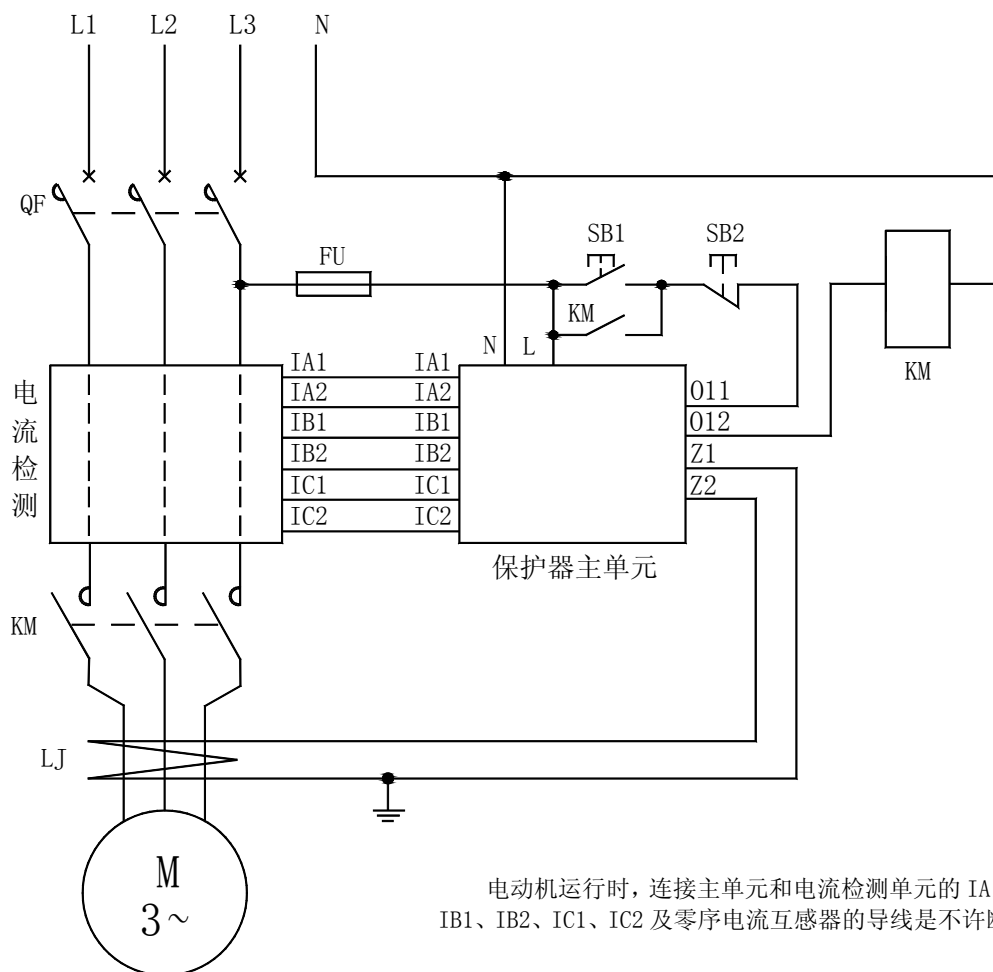 L1 L2 L3 N
QF
FU
SB1 SB2
KM
N L
KM
电流检测
IA1 IA1
IA2 IA2
IB1 IB1
IB2 IB2
IC1 IC1
IC2 IC2
O11
O12
Z1
Z2
保护器主单元
KM
LJ
M
3~
电动机运行时，连接主单元和电流检测单元的 IA
IB1、IB2、IC1、IC2 及零序电流互感器的导线是不许